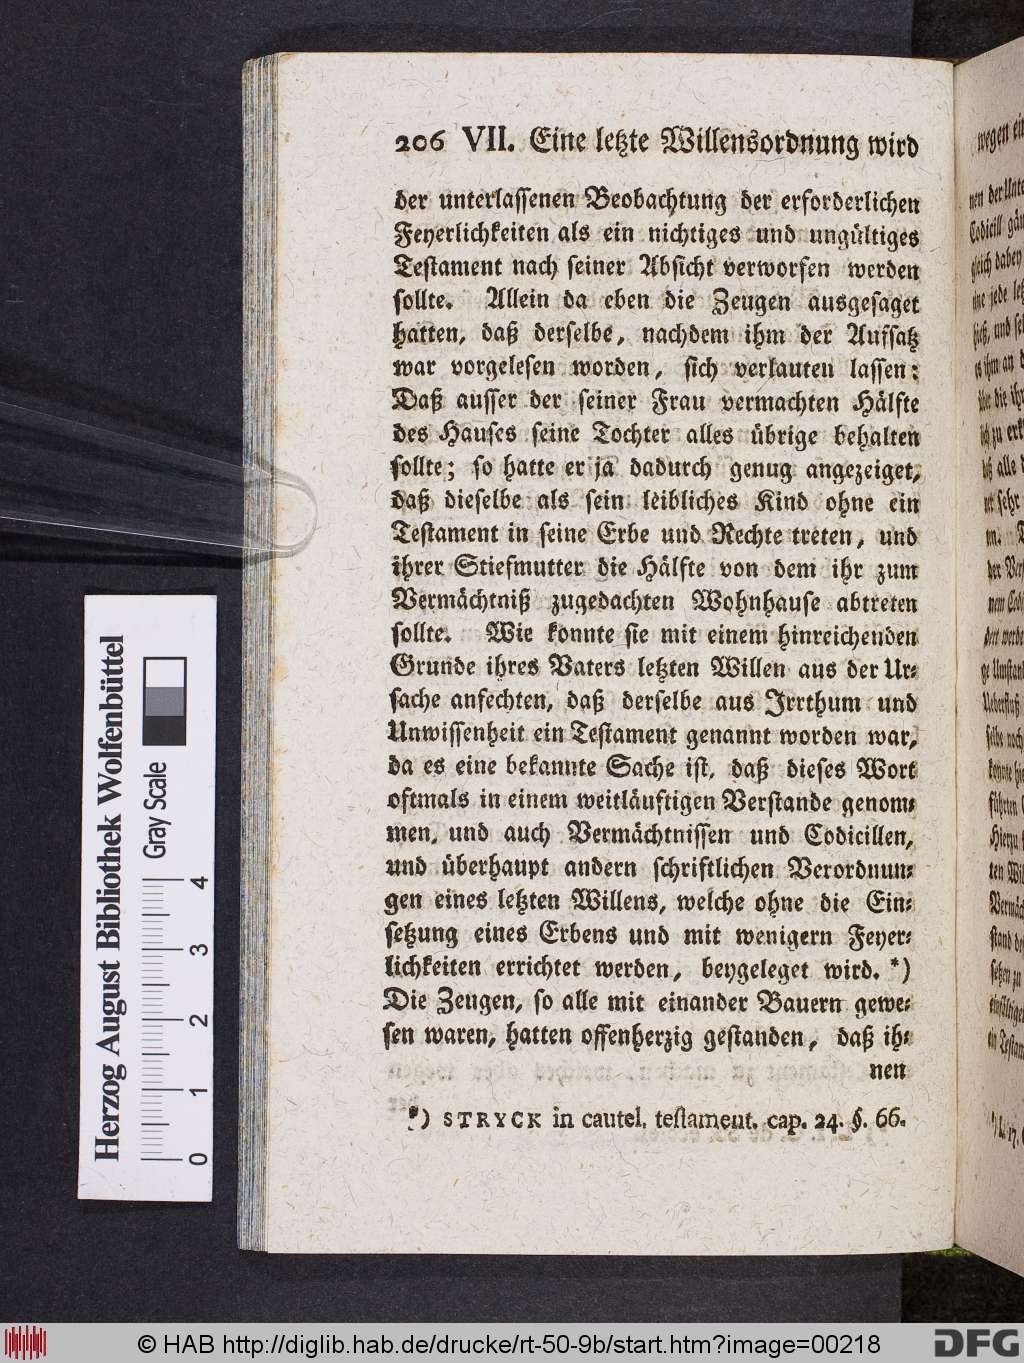 206 VII. Eine letzte Willensordnung wird
der unterlassenen Beobachtung der erforderlichen
Feyerlichkeiten als ein nichtiges und ungültiges
Testament nach seiner Absicht verworfen werden
sollte. Allein da eben die Zeugen ausgesaget
hatten, daß derselbe, nachdem ihm der Aufsatz
war vorgelesen worden, sich verlauten lassen:
Daß ausser der seiner Frau vermachten Hälfte
des Hauses seine Tochter alles übrige behalten
sollte; so hatte er ja dadurch genug angezeiget,
daß dieselbe als sein leibliches Kind ohne ein
Testament in seine Erbe und Rechte treten, und
ihrer Stiefmutter die Hälfte von dem ihr zum
Vermächtniß zugedachten Wohnhause abtreten
sollte. Wie konnte sie mit einem hinreichenden
Grunde ihres Vaters letzten Willen aus der Ur-
sache anfechten, daß derselbe aus Irrthum und
Unwissenheit ein Testament genannt worden war,
da es eine bekannte Sache ist, daß dieses Wort
oftmals in einem weitläuftigen Verstande genom-
men, und auch Vermächtnissen und Codicillen,
und überhaupt andern schriftlichen Verordnun-
gen eines letzten Willens, welche ohne die Ein-
setzung eines Erbens und mit wenigern Feyer-
lichkeiten errichtet werden, beygeleget wird. *)
Die Zeugen, so alle mit einander Bauern gewe-
sen waren, hatten offenherzig gestanden, daß ih-
nen
*) STRYCK in cautel. testament. cap. 24. §. 66.
Herzog August Bibliothek Wolfenbüttel
Gray Scale
0 1 2 3 4
© HAB http://diglib.hab.de/drucke/rt-50-9b/start.htm?image=00218
DFG